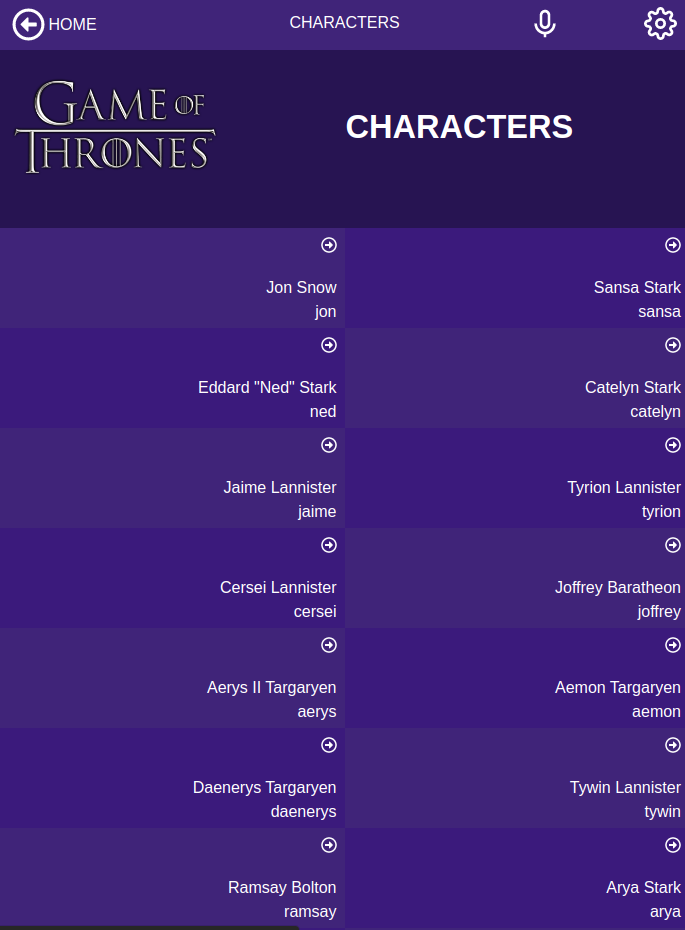 HOME
CHARACTERS
GAME OF
THRONES
CHARACTERS
Jon Snow
jon
Sansa Stark
sansa
Eddard "Ned" Stark
ned
Catelyn Stark
catelyn
Jaime Lannister
jaime
Tyrion Lannister
tyrion
Cersei Lannister
cersei
Joffrey Baratheon
joffrey
Aerys II Targaryen
aerys
Aemon Targaryen
aemon
Daenerys Targaryen
daenerys
Tywin Lannister
tywin
Ramsay Bolton
ramsay
Arya Stark
arya